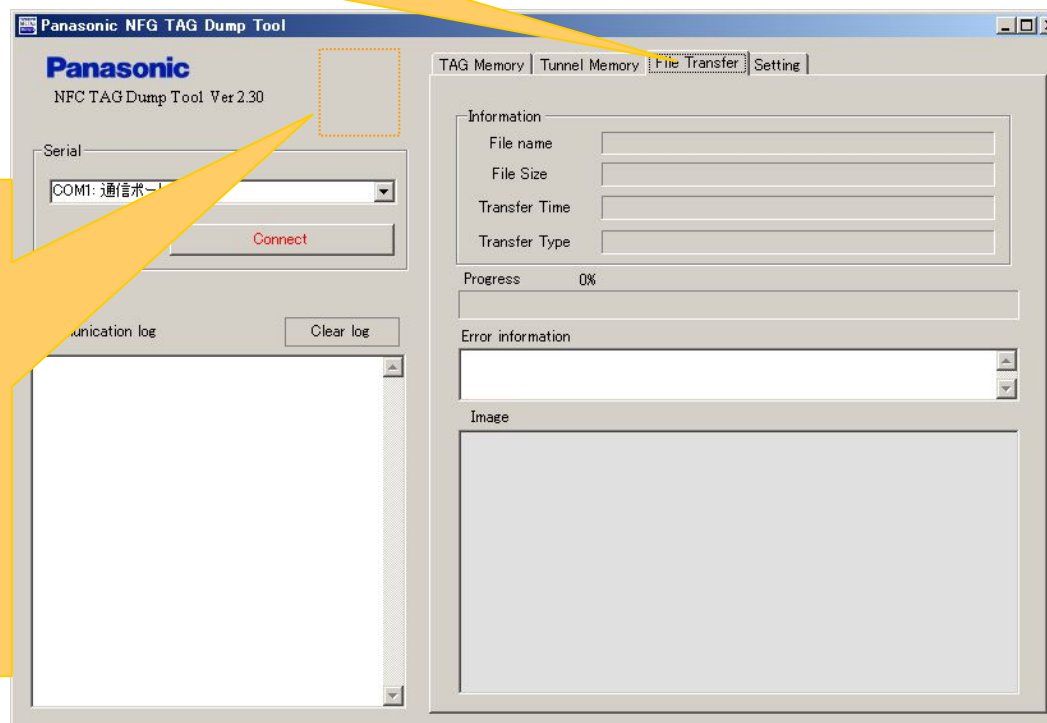 Panasonic NFG TAG Dump Tool
Panasonic
NFC TAG Dump Tool Ver 2.30
Serial
COM1: 通信ポー
Connect
Clear log
TAG Memory
Tunnel Memory
File Transfer
Setting
Information
File name
File Size
Transfer Time
Transfer Type
Progress 0%
Error information
Image
unication log